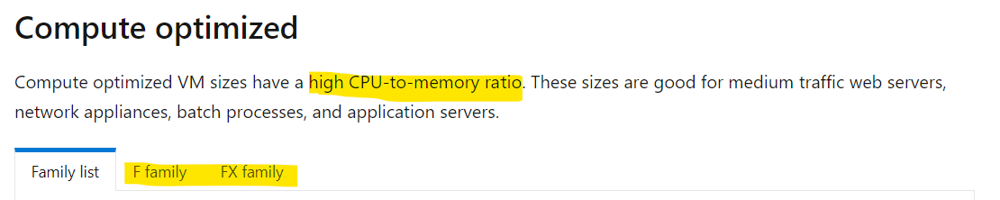 Compute optimized
Compute optimized VM sizes have a high CPU-to-memory ratio. These sizes are good for medium traffic web servers,
network appliances, batch processes, and application servers.
Family list F family FX family